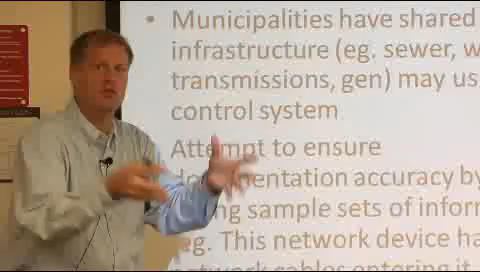 • Municipalities have shared
infrastructure (eg. sewer, w
transmissions, gen) may us
control system
Attempt to ensure
accuracy by
sample sets of inform
eg. This network device ha
network cables entering it